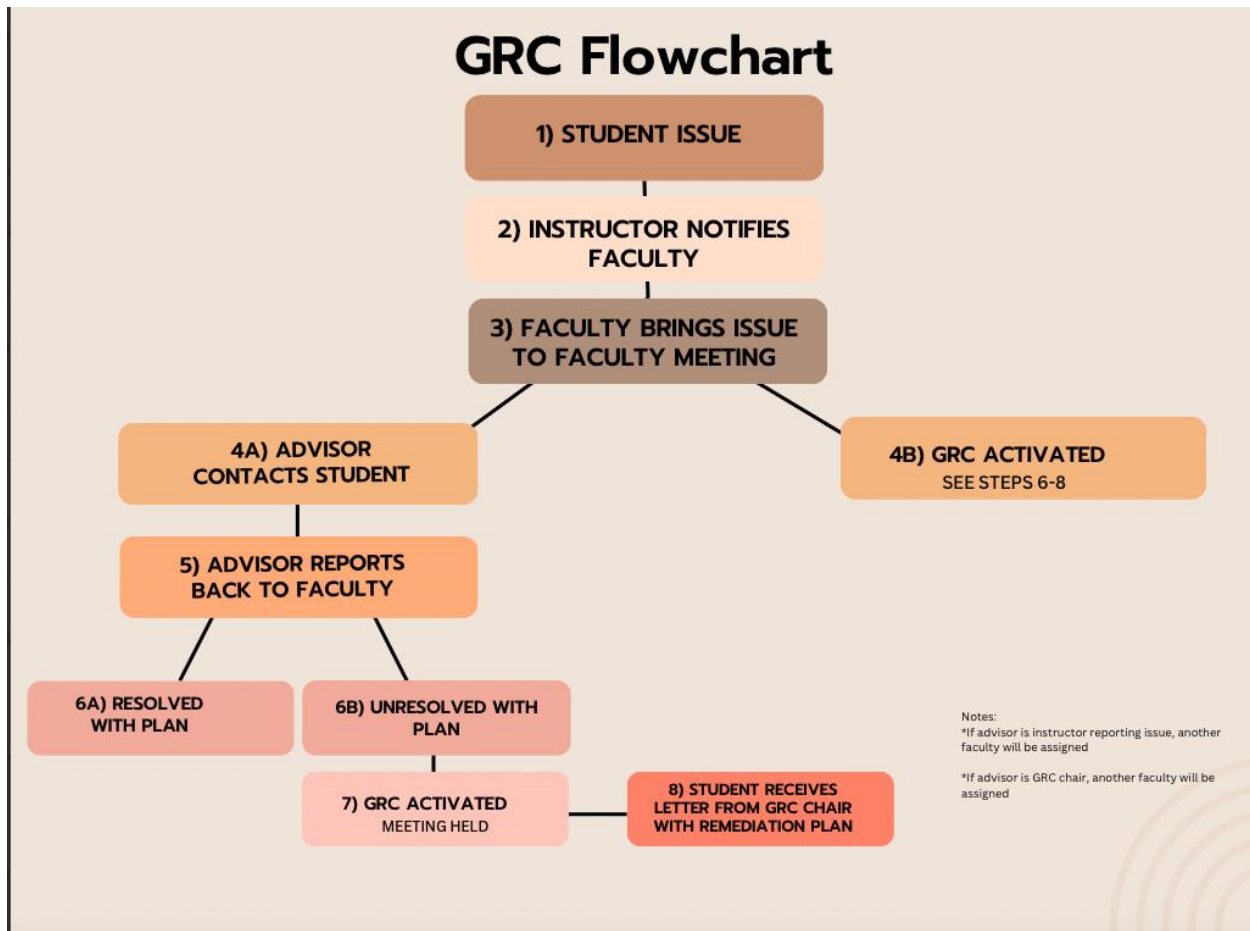 GRC Flowchart
1) STUDENT ISSUE
2) INSTRUCTOR NOTIFIES
FACULTY
3) FACULTY BRINGS ISSUE
TO FACULTY MEETING
4A) ADVISOR
CONTACTS STUDENT
4B) GRC ACTIVATED
SEE STEPS 6-8
5) ADVISOR REPORTS
BACK TO FACULTY
6A) RESOLVED
WITH PLAN
6B) UNRESOLVED WITH
PLAN
7) GRC ACTIVATED
MEETING HELD
8) STUDENT RECEIVES
LETTER FROM GRC CHAIR
WITH REMEDIATION PLAN
Notes:
*If advisor is instructor reporting issue, another
faculty will be assigned
*If advisor is GRC chair, another faculty will be
assigned